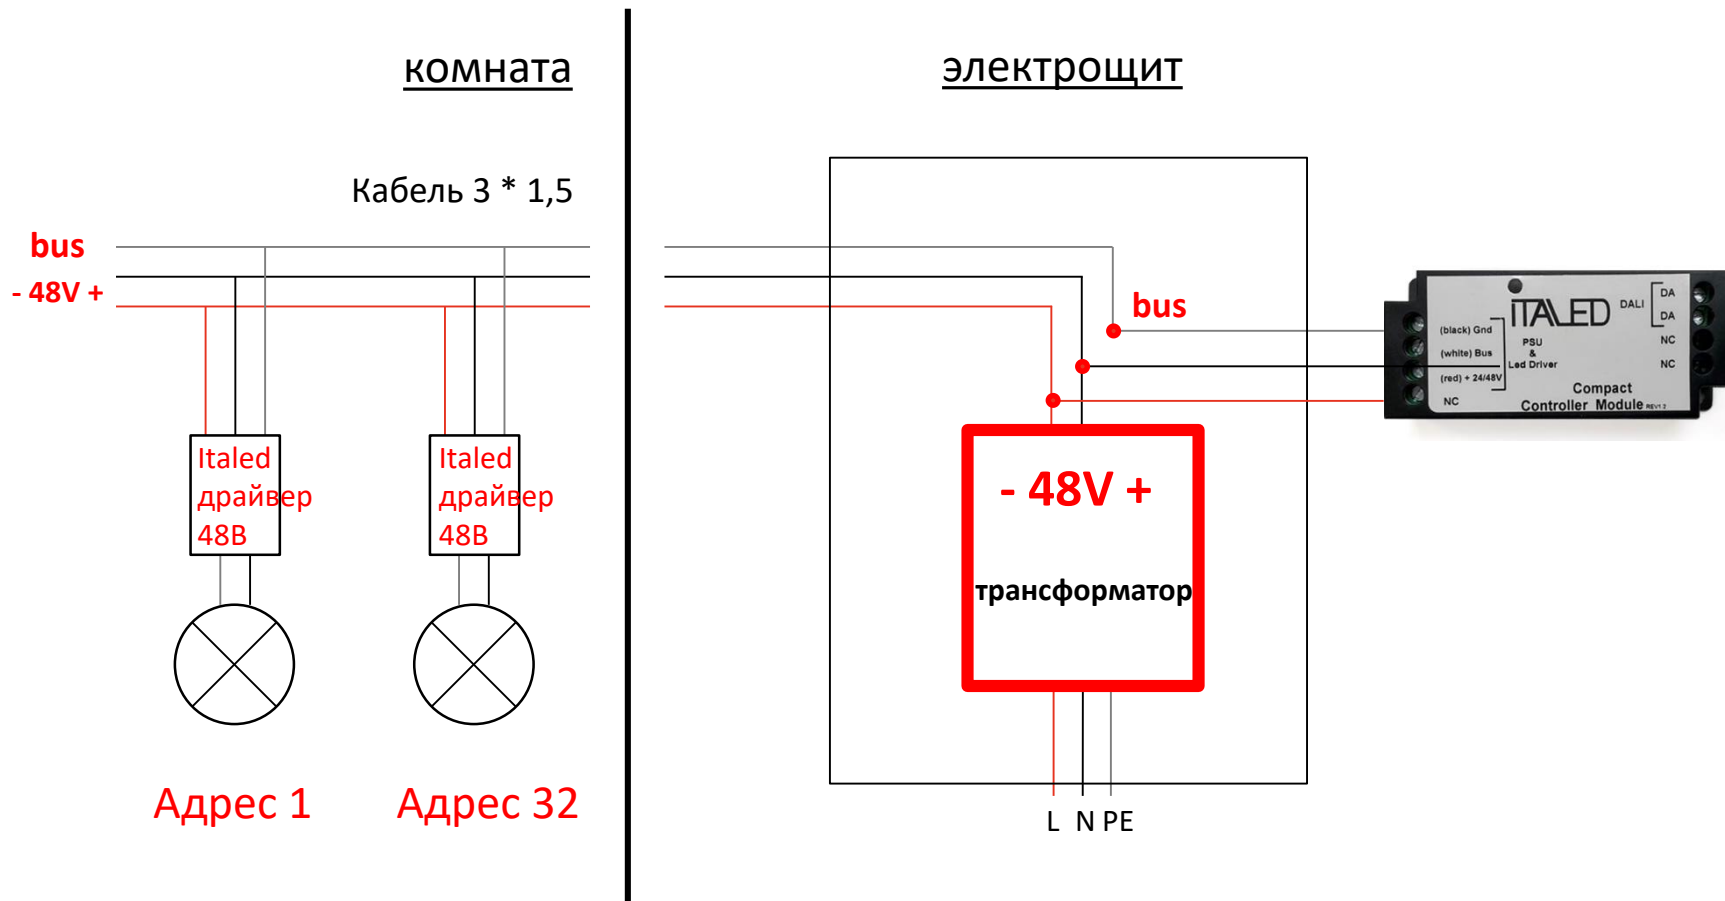 комната
электрощит
Кабель 3 * 1,5
bus
- 48V +
bus
Italed
драйвер
48В
Italed
драйвер
48В
Адрес 1
Адрес 32
- 48V +
трансформатор
L N PE
ITALED
DALI
DA
DA
NC
NC
(black) Gnd
(white) Bus
(red) + 24/48V
NC
PSU
&
Led Driver
Compact
Controller Module REV1.2